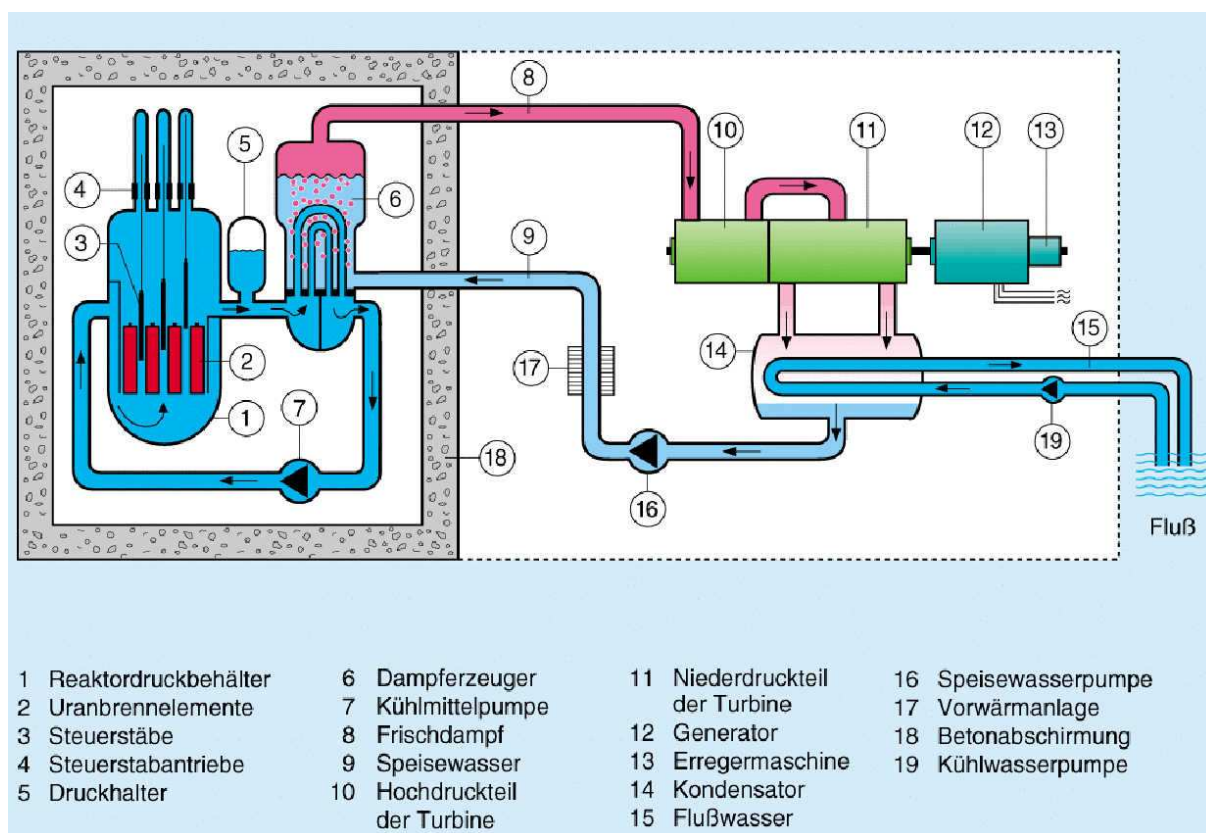 8
10
11
12
13
5
4
6
3
9
15
14
2
17
1
7
18
19
16
Fluß
1 Reaktordruckbehälter
2 Uranbrennelemente
3 Steuerstäbe
4 Steuerstabantriebe
5 Druckhalter
6 Dampferzeuger
7 Kühlmittelpumpe
8 Frischdampf
9 Speisewasser
10 Hochdruckteil
der Turbine
11 Niederdruckteil
der Turbine
12 Generator
13 Erregermaschine
14 Kondensator
15 Flußwasser
16 Speisewasserpumpe
17 Vorwärmanlage
18 Betonabschirmung
19 Kühlwasserpumpe